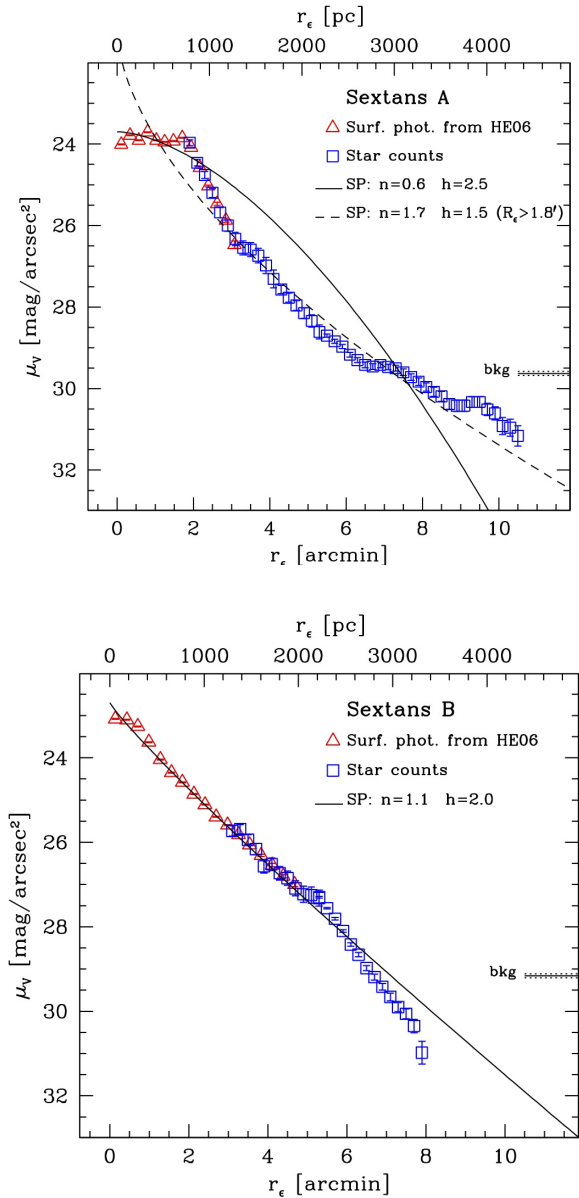 r_ε [pc]
0 1000 2000 3000 4000
Sextans A
Surf. phot. from HE06
Star counts
SP: n=0.6 h=2.5
SP: n=1.7 h=1.5 (R_ε>1.8')
24
26
28
30
32
μ_V [mag/arcsec²]
bkg
0 2 4 6 8 10
r_ε [arcmin]
r_ε [pc]
0 1000 2000 3000 4000
Sextans B
Surf. phot. from HE06
Star counts
SP: n=1.1 h=2.0
24
26
28
30
32
μ_V [mag/arcsec²]
bkg
0 2 4 6 8 10
r_ε [arcmin]